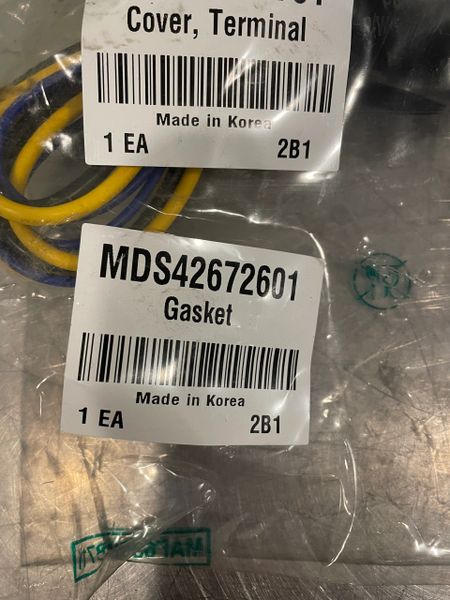 Cover, Terminal
Made in Korea
1 EA
2B1
MDS42672601
Gasket
Made in Korea
1 EA
2B1